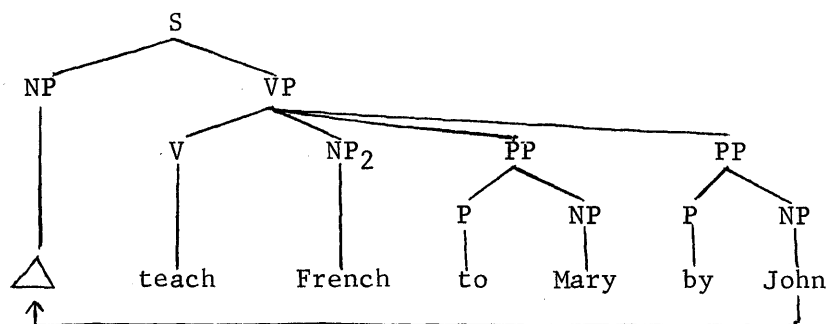 S
NP VP
V NP2 PP PP
P NP P NP
teach French to Mary by John